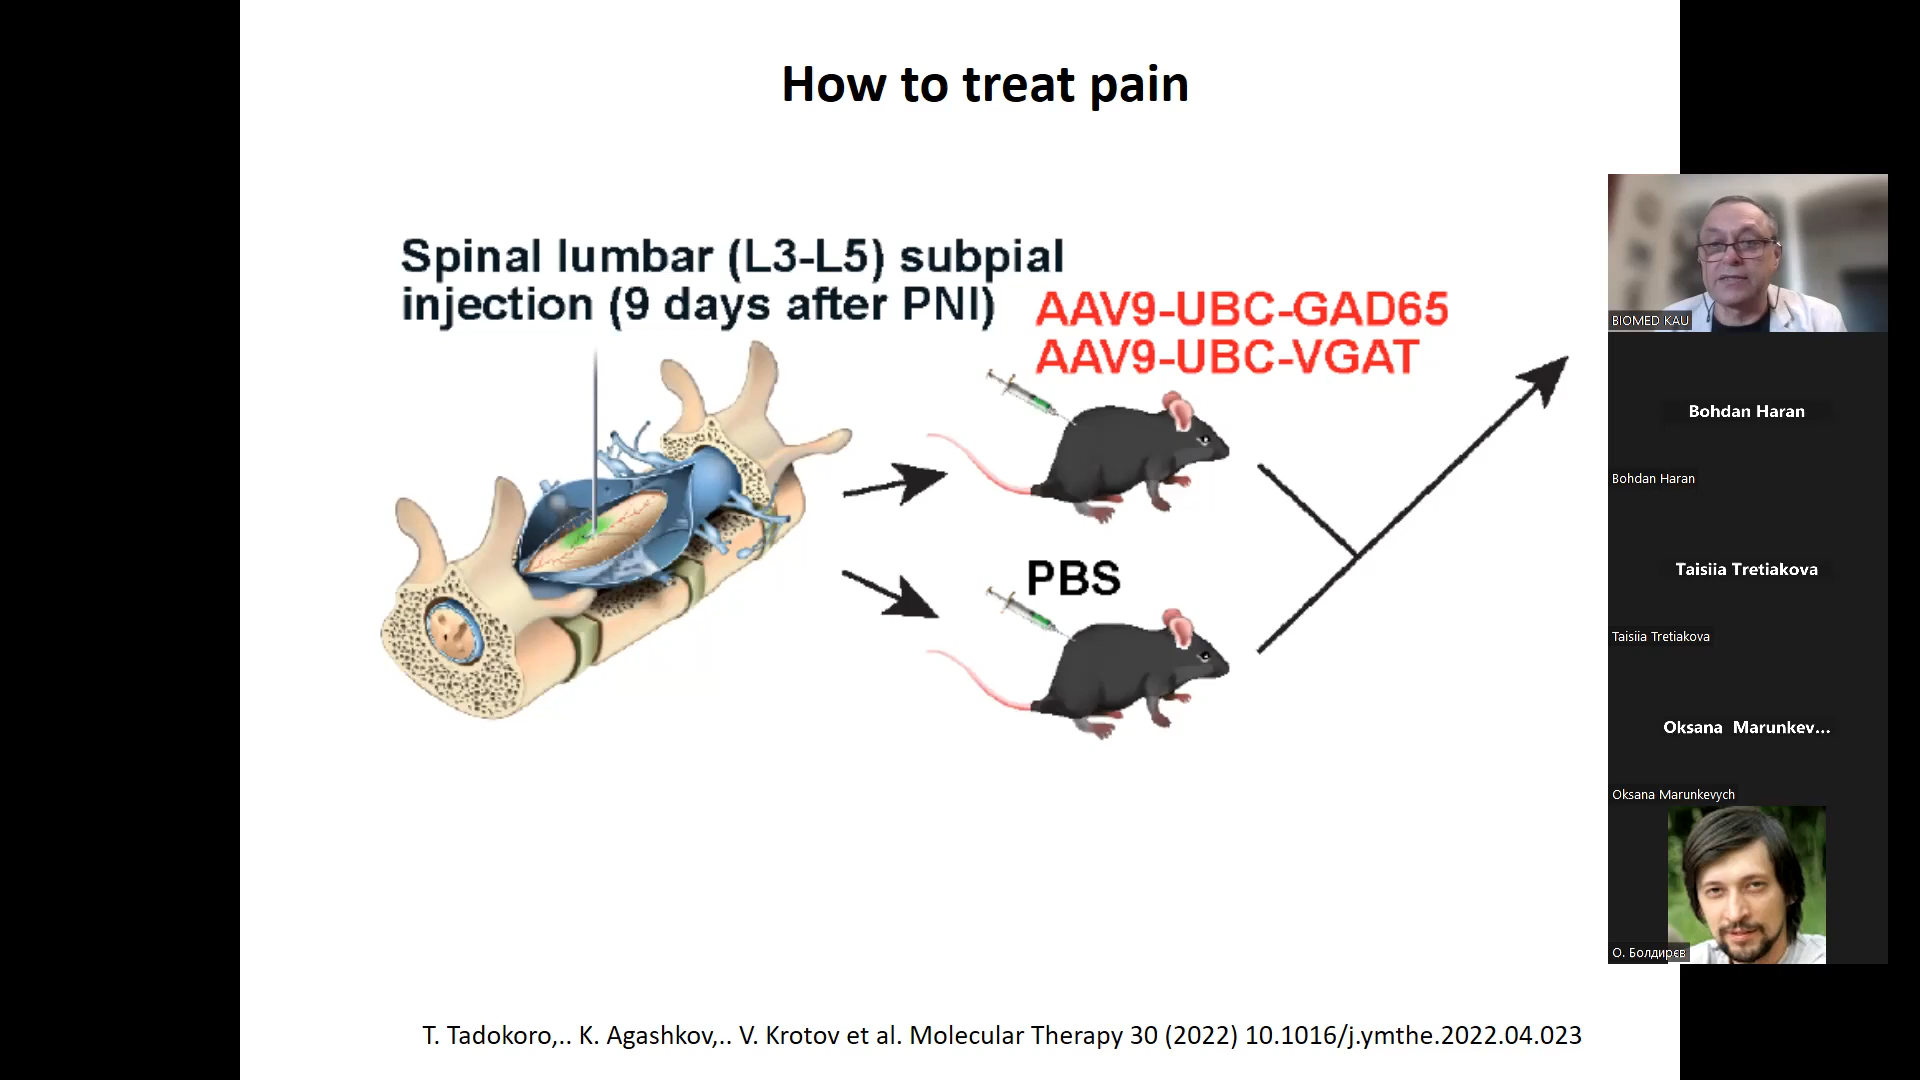 How to treat pain
Spinal lumbar (L3-L5) subpial
injection (9 days after PNI)
AAV9-UBC-GAD65
AAV9-UBC-VGAT
PBS
T. Tadokoro,.. K. Agashkov,.. V. Krotov et al. Molecular Therapy 30 (2022) 10.1016/j.ymthe.2022.04.023
BIOMED KAU
Bohdan Haran
Bohdan Haran
Taisiia Tretiakova
Taisiia Tretiakova
Oksana Marunkev...
Oksana Marunkevych
О. Болдирєв